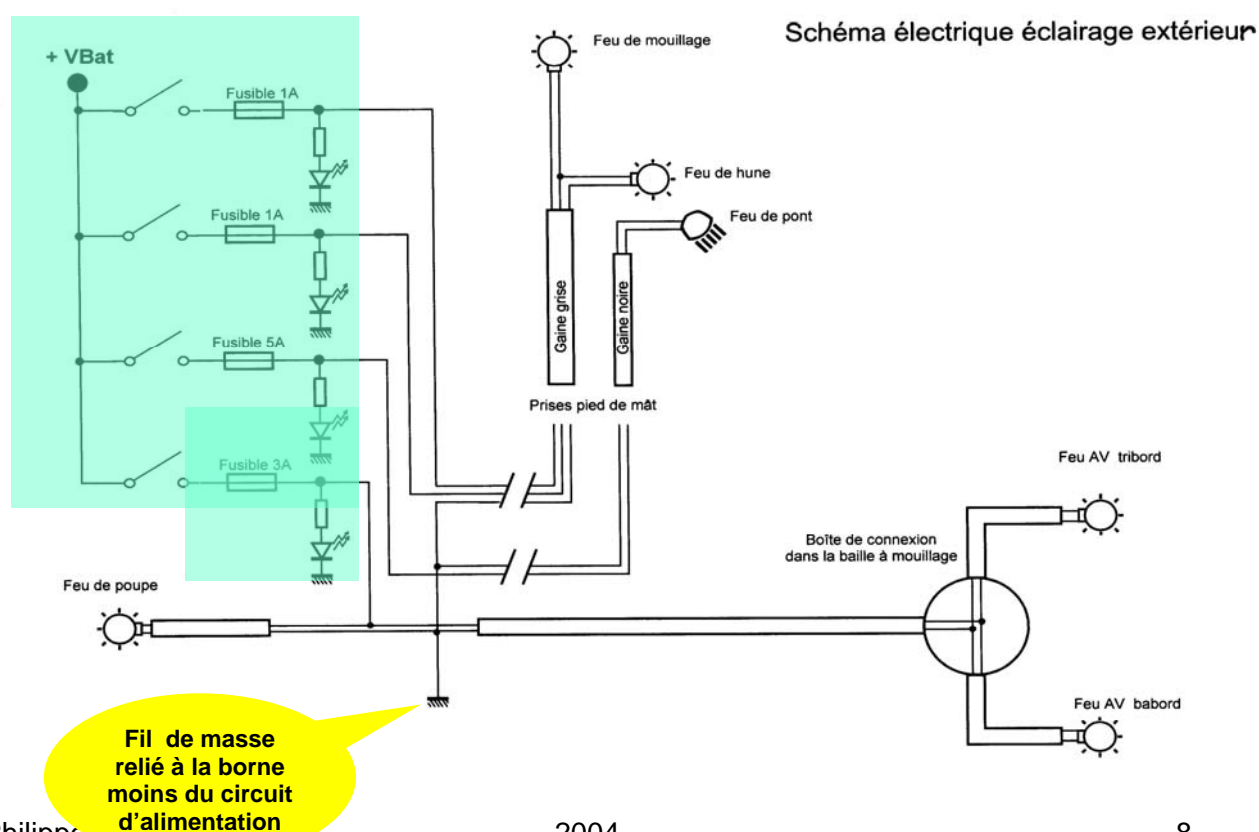 Schéma électrique éclairage extérieur
+ VBat
Feu de mouillage
Fusible 1A
Feu de hune
Fusible 1A
Feu de pont
Gaine grise
Gaine noire
Fusible 5A
Prises pied de mât
Fusible 3A
Feu AV tribord
Boîte de connexion
dans la baille à mouillage
Feu de poupe
Feu AV babord
Fil de masse
relié à la borne
moins du circuit
d'alimentation
2004
8